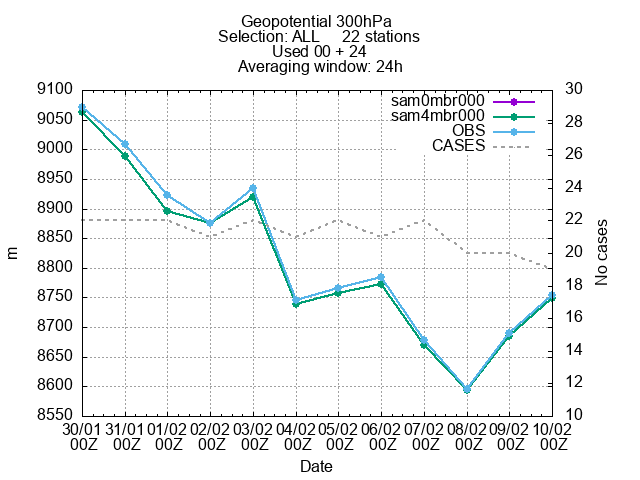 Geopotential 300hPa
Selection: ALL     22 stations
Used 00 + 24
Averaging window: 24h
9100
9050
9000
8950
8900
8850
8800
8750
8700
8650
8600
8550
m
sam0mbr000
sam4mbr000
OBS
CASES
30
28
26
24
22
20
18
16
14
12
10
No cases
30/01 31/01 01/02 02/02 03/02 04/02 05/02 06/02 07/02 08/02 09/02 10/02
00Z 00Z 00Z 00Z 00Z 00Z 00Z 00Z 00Z 00Z 00Z 00Z
Date